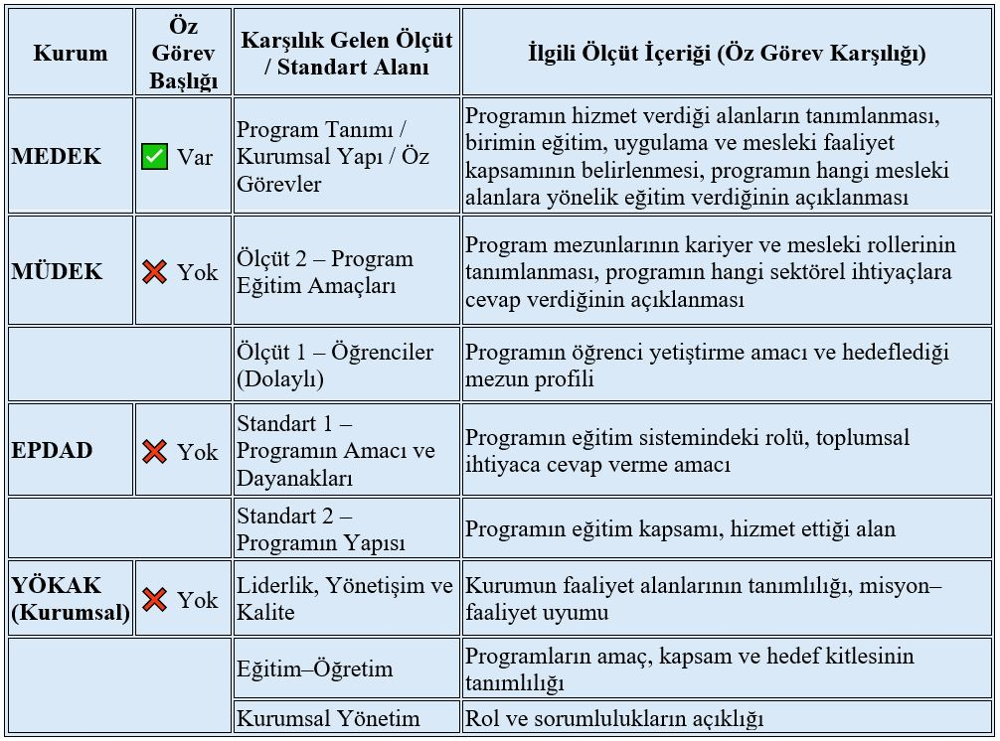 Kurum
Öz
Görev
Başlığı
Karşılık Gelen Ölçüt
/ Standart Alanı
İlgili Ölçüt İçeriği (Öz Görev Karşılığı)
MEDEK
✅ Var
Program Tanımı /
Kurumsal Yapı / Öz
Görevler
Programın hizmet verdiği alanların tanımlanması,
birimin eğitim, uygulama ve mesleki faaliyet
kapsamının belirlenmesi, programın hangi mesleki
alanlara yönelik eğitim verdiğinin açıklanması
MÜDEK
❌ Yok
Ölçüt 2 – Program
Eğitim Amaçları
Program mezunlarının kariyer ve mesleki rollerinin
tanımlanması, programın hangi sektörel ihtiyaçlara
cevap verdiğinin açıklanması
Ölçüt 1 – Öğrenciler
(Dolaylı)
Programın öğrenci yetiştirme amacı ve hedeflediği
mezun profili
EPDAD
❌ Yok
Standart 1 –
Programın Amacı ve
Dayanakları
Programın eğitim sistemindeki rolü, toplumsal
ihtiyaca cevap verme amacı
Standart 2 –
Programın Yapısı
Programın eğitim kapsamı, hizmet ettiği alan
YÖKAK
(Kurumsal)
❌ Yok
Liderlik, Yönetişim ve
Kalite
Kurumun faaliyet alanlarının tanımlılığı, misyon–
faaliyet uyumu
Eğitim–Öğretim
Programların amaç, kapsam ve hedef kitlesinin
tanımlılığı
Kurumsal Yönetim
Rol ve sorumlulukların açıklığı